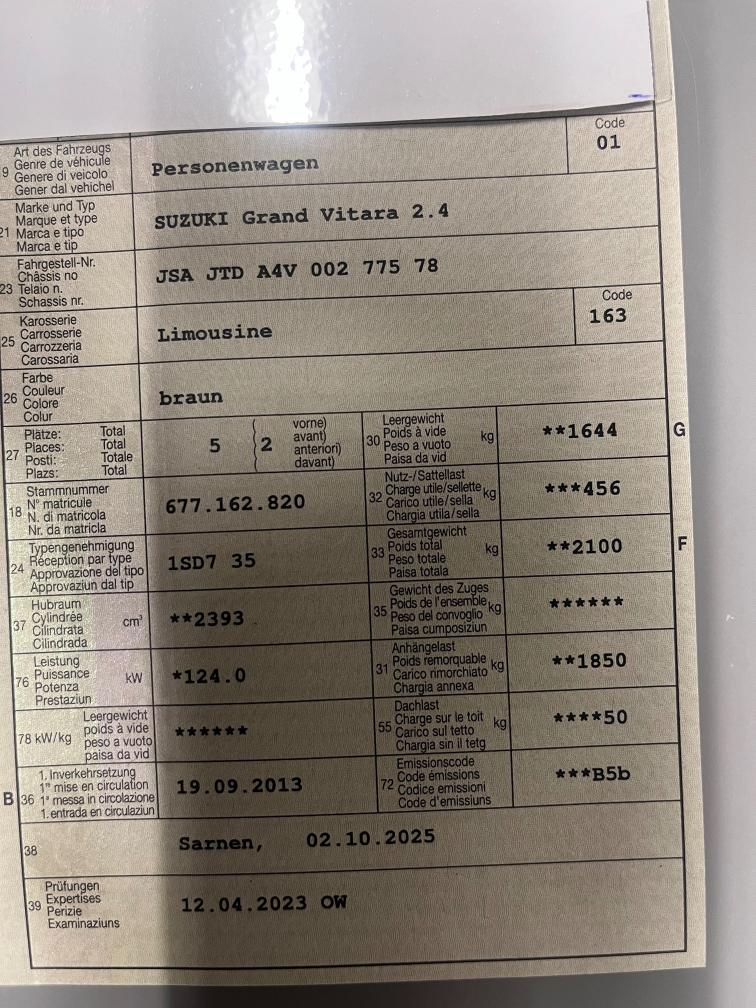 9 Art des Fahrzeugs
Genre de véhicule
Genere di veicolo
Gener dal vehichel
Personenwagen
Code
01
21 Marke und Typ
Marque et type
Marca e tipo
Marca e tip
SUZUKI Grand Vitara 2.4
23 Fahrgestell-Nr.
Châssis no
Telaio n.
Schassis nr.
JSA JTD A4V 002 775 78
25 Karosserie
Carrosserie
Carrozzeria
Carossaria
Limousine
Code
163
26 Farbe
Couleur
Colore
Colur
braun
27 Plätze: Total
Places: Total
Posti: Totale
Plazs: Total
5 2 vorne)
avant)
anteriori)
davant)
30 Leergewicht
Poids à vide
Peso a vuoto
Paisa da vid
kg
**1644
G
18 Stammnummer
N° matricule
N. di matricola
Nr. da matricla
677.162.820
32 Nutz-/Sattellast
Charge utile/sellette
Carico utile/sella
Chargia utila/sella
kg
***456
24 Typengenehmigung
Réception par type
Approvazione del tipo
Approvaziun dal tip
1SD7 35
33 Gesamtgewicht
Poids total
Peso totale
Paisa totala
kg
**2100
F
37 Hubraum
Cylindrée
Cilindrata
Cilindrada
cm³
**2393
35 Gewicht des Zuges
Poids de l'ensemble
Peso del convoglio
Paisa cumposiziun
kg
******
76 Leistung
Puissance
Potenza
Prestaziun
kW
*124.0
31 Anhängelast
Poids remorquable
Carico rimorchiato
Chargia annexa
kg
**1850
78 kW/kg Leergewicht
poids à vide
peso a vuoto
paisa da vid
******
55 Dachlast
Charge sur le toit
Carico sul tetto
Chargia sin il tetg
kg
****50
B 36 1. Inverkehrsetzung
1re mise en circulation
1a messa in circolazione
1. entrada en circulaziun
19.09.2013
72 Emissionscode
Code émissions
Codice emissioni
Code d'emissiuns
***B5b
38
Sarnen, 02.10.2025
39 Prüfungen
Expertises
Perizie
Examinaziuns
12.04.2023 OW